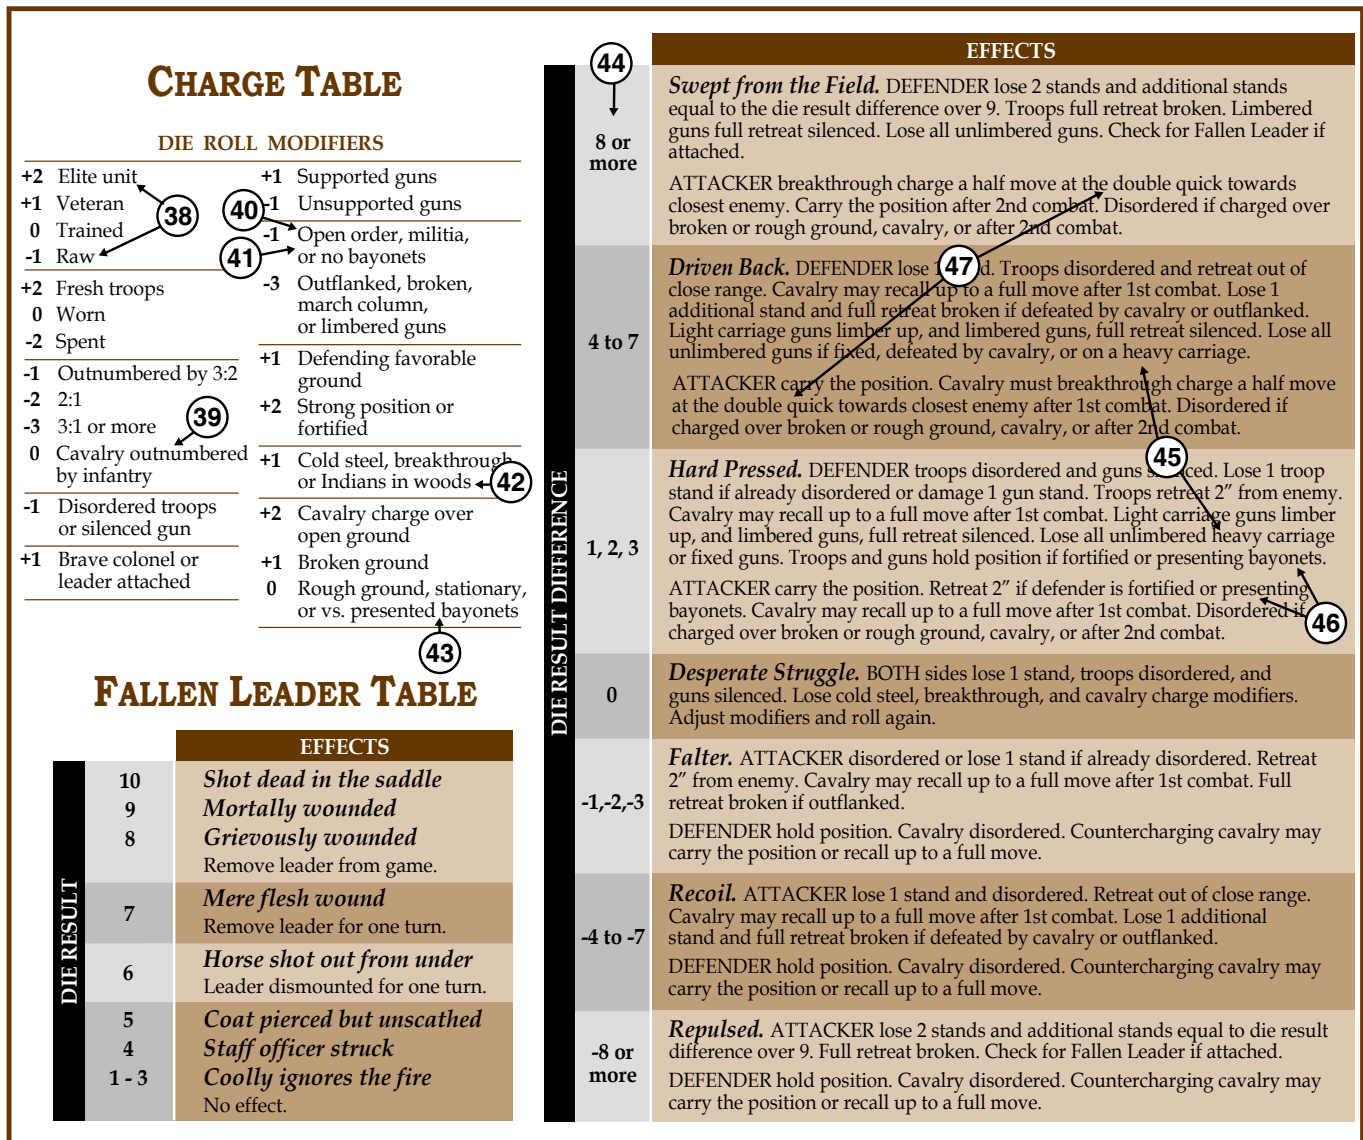 CHARGE TABLE
DIE ROLL MODIFIERS
+2 Elite unit
+1 Veteran
0 Trained
-1 Raw
38
+2 Fresh troops
0 Worn
-2 Spent
-1 Outnumbered by 3:2
-2 2:1
-3 3:1 or more
39
0 Cavalry outnumbered
by infantry
-1 Disordered troops
or silenced gun
+1 Brave colonel or
leader attached
+1 Supported guns
-1 Unsupported guns
40
-1 Open order, militia,
or no bayonets
41
-3 Outflanked, broken,
march column,
or limbered guns
+1 Defending favorable
ground
+2 Strong position or
fortified
+1 Cold steel, breakthrough
or Indians in woods
42
+2 Cavalry charge over
open ground
+1 Broken ground
0 Rough ground, stationary,
or vs. presented bayonets
43
FALLEN LEADER TABLE
EFFECTS
DIE RESULT
10 Shot dead in the saddle
9 Mortally wounded
8 Grievously wounded
Remove leader from game.
7 Mere flesh wound
Remove leader for one turn.
6 Horse shot out from under
Leader dismounted for one turn.
5 Coat pierced but unscathed
4 Staff officer struck
1 - 3 Coolly ignores the fire
No effect.
EFFECTS
DIE RESULT DIFFERENCE
44
8 or
more
Swept from the Field. DEFENDER lose 2 stands and additional stands
equal to the die result difference over 9. Troops full retreat broken. Limbered
guns full retreat silenced. Lose all unlimbered guns. Check for Fallen Leader if
attached.
ATTACKER breakthrough charge a half move at the double quick towards
closest enemy. Carry the position after 2nd combat. Disordered if charged over
broken or rough ground, cavalry, or after 2nd combat.
47
4 to 7
Driven Back. DEFENDER lose 1 d. Troops disordered and retreat out of
close range. Cavalry may recall up to a full move after 1st combat. Lose 1
additional stand and full retreat broken if defeated by cavalry or outflanked.
Light carriage guns limber up, and limbered guns, full retreat silenced. Lose all
unlimbered guns if fixed, defeated by cavalry, or on a heavy carriage.
ATTACKER carry the position. Cavalry must breakthrough charge a half move
at the double quick towards closest enemy after 1st combat. Disordered if
charged over broken or rough ground, cavalry, or after 2nd combat.
45
1, 2, 3
Hard Pressed. DEFENDER troops disordered and guns s ced. Lose 1 troop
stand if already disordered or damage 1 gun stand. Troops retreat 2” from enemy.
Cavalry may recall up to a full move after 1st combat. Light carriage guns limber
up, and limbered guns, full retreat silenced. Lose all unlimbered heavy carriage
or fixed guns. Troops and guns hold position if fortified or presenting bayonets.
ATTACKER carry the position. Retreat 2” if defender is fortified or presenting
bayonets. Cavalry may recall up to a full move after 1st combat. Disordered if
charged over broken or rough ground, cavalry, or after 2nd combat.
46
0
Desperate Struggle. BOTH sides lose 1 stand, troops disordered, and
guns silenced. Lose cold steel, breakthrough, and cavalry charge modifiers.
Adjust modifiers and roll again.
-1,-2,-3
Falter. ATTACKER disordered or lose 1 stand if already disordered. Retreat
2” from enemy. Cavalry may recall up to a full move after 1st combat. Full
retreat broken if outflanked.
DEFENDER hold position. Cavalry disordered. Countercharging cavalry may
carry the position or recall up to a full move.
-4 to -7
Recoil. ATTACKER lose 1 stand and disordered. Retreat out of close range.
Cavalry may recall up to a full move after 1st combat. Lose 1 additional
stand and full retreat broken if defeated by cavalry or outflanked.
DEFENDER hold position. Cavalry disordered. Countercharging cavalry may
carry the position or recall up to a full move.
-8 or
more
Repulsed. ATTACKER lose 2 stands and additional stands equal to die result
difference over 9. Full retreat broken. Check for Fallen Leader if attached.
DEFENDER hold position. Cavalry disordered. Countercharging cavalry may
carry the position or recall up to a full move.